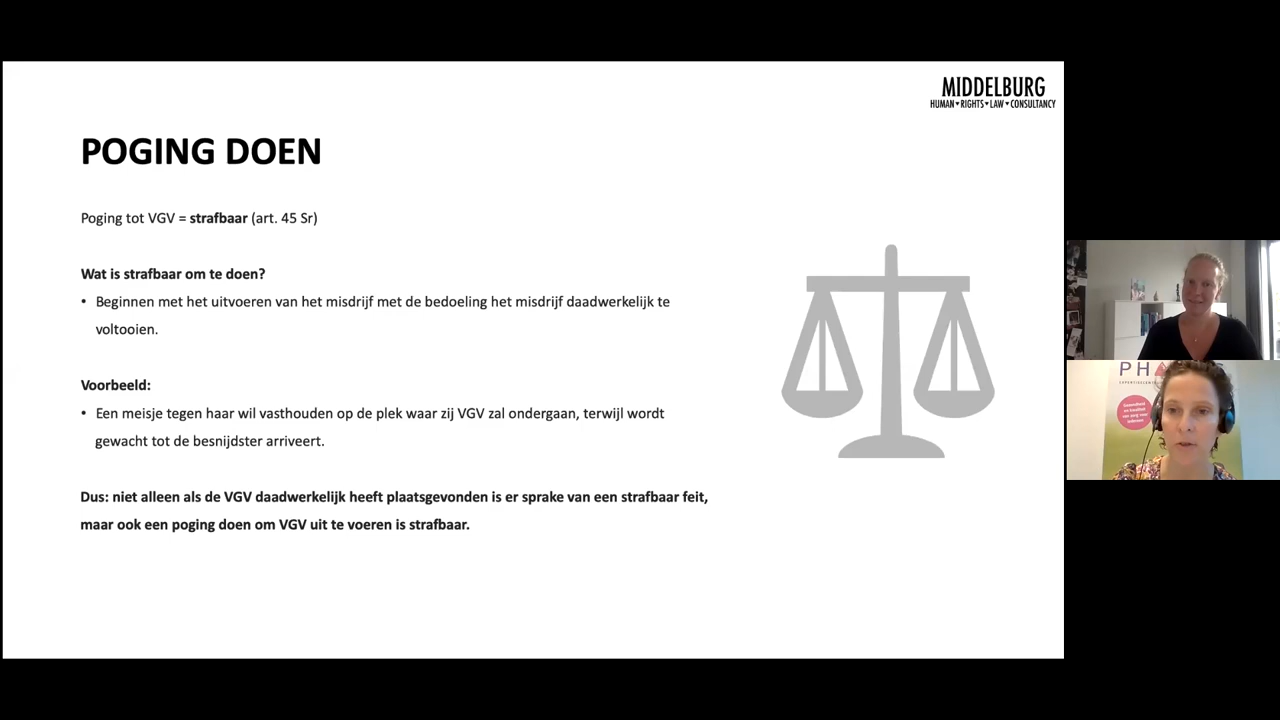 MIDDELBURG
HUMAN▼RIGHTS▼LAW▼CONSULTANCY
POGING DOEN
Poging tot VGV = strafbaar (art. 45 Sr)
Wat is strafbaar om te doen?
• Beginnen met het uitvoeren van het misdrijf met de bedoeling het misdrijf daadwerkelijk te
voltooien.
Voorbeeld:
• Een meisje tegen haar wil vasthouden op de plek waar zij VGV zal ondergaan, terwijl wordt
gewacht tot de besnijdster arriveert.
Dus: niet alleen als de VGV daadwerkelijk heeft plaatsgevonden is er sprake van een strafbaar feit,
maar ook een poging doen om VGV uit te voeren is strafbaar.
PH